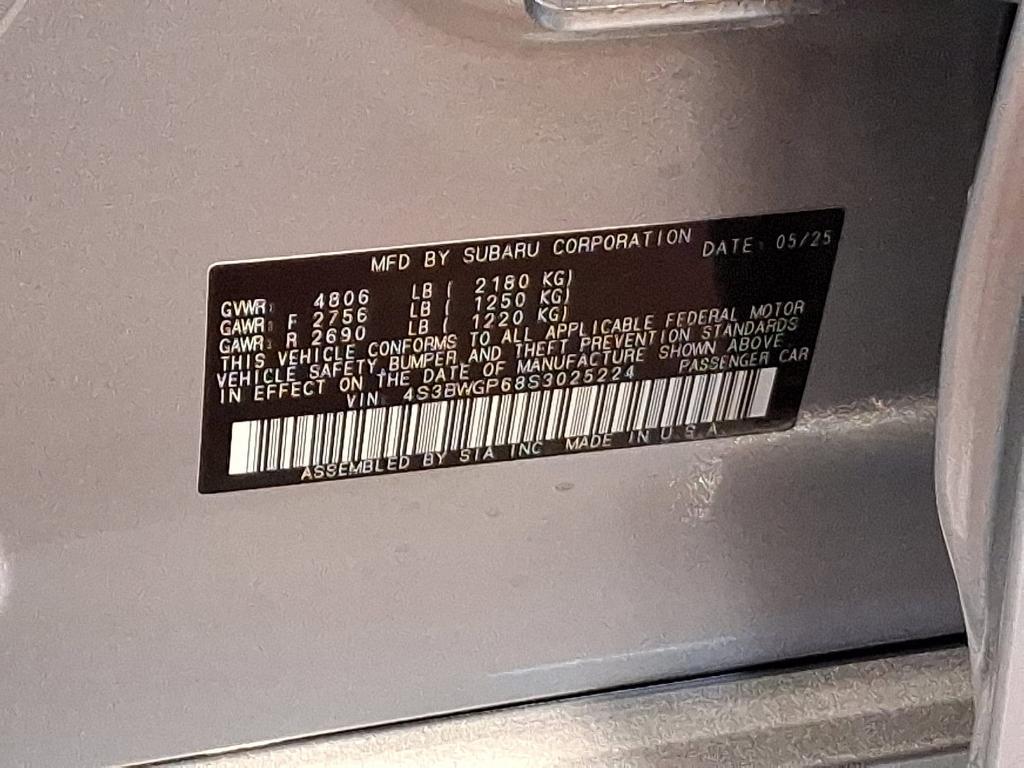 MFD BY SUBARU CORPORATION DATE: 05/25
GVWR: 4806 LB ( 2180 KG)
GAWR: F 2756 LB ( 1250 KG)
GAWR: R 2690 LB ( 1220 KG)
THIS VEHICLE CONFORMS TO ALL APPLICABLE FEDERAL MOTOR
VEHICLE SAFETY, BUMPER AND THEFT PREVENTION STANDARDS
IN EFFECT ON THE DATE OF MANUFACTURE SHOWN ABOVE.
VIN: 4S3BWGP68S3025224 PASSENGER CAR
ASSEMBLED BY SIA INC MADE IN U.S.A